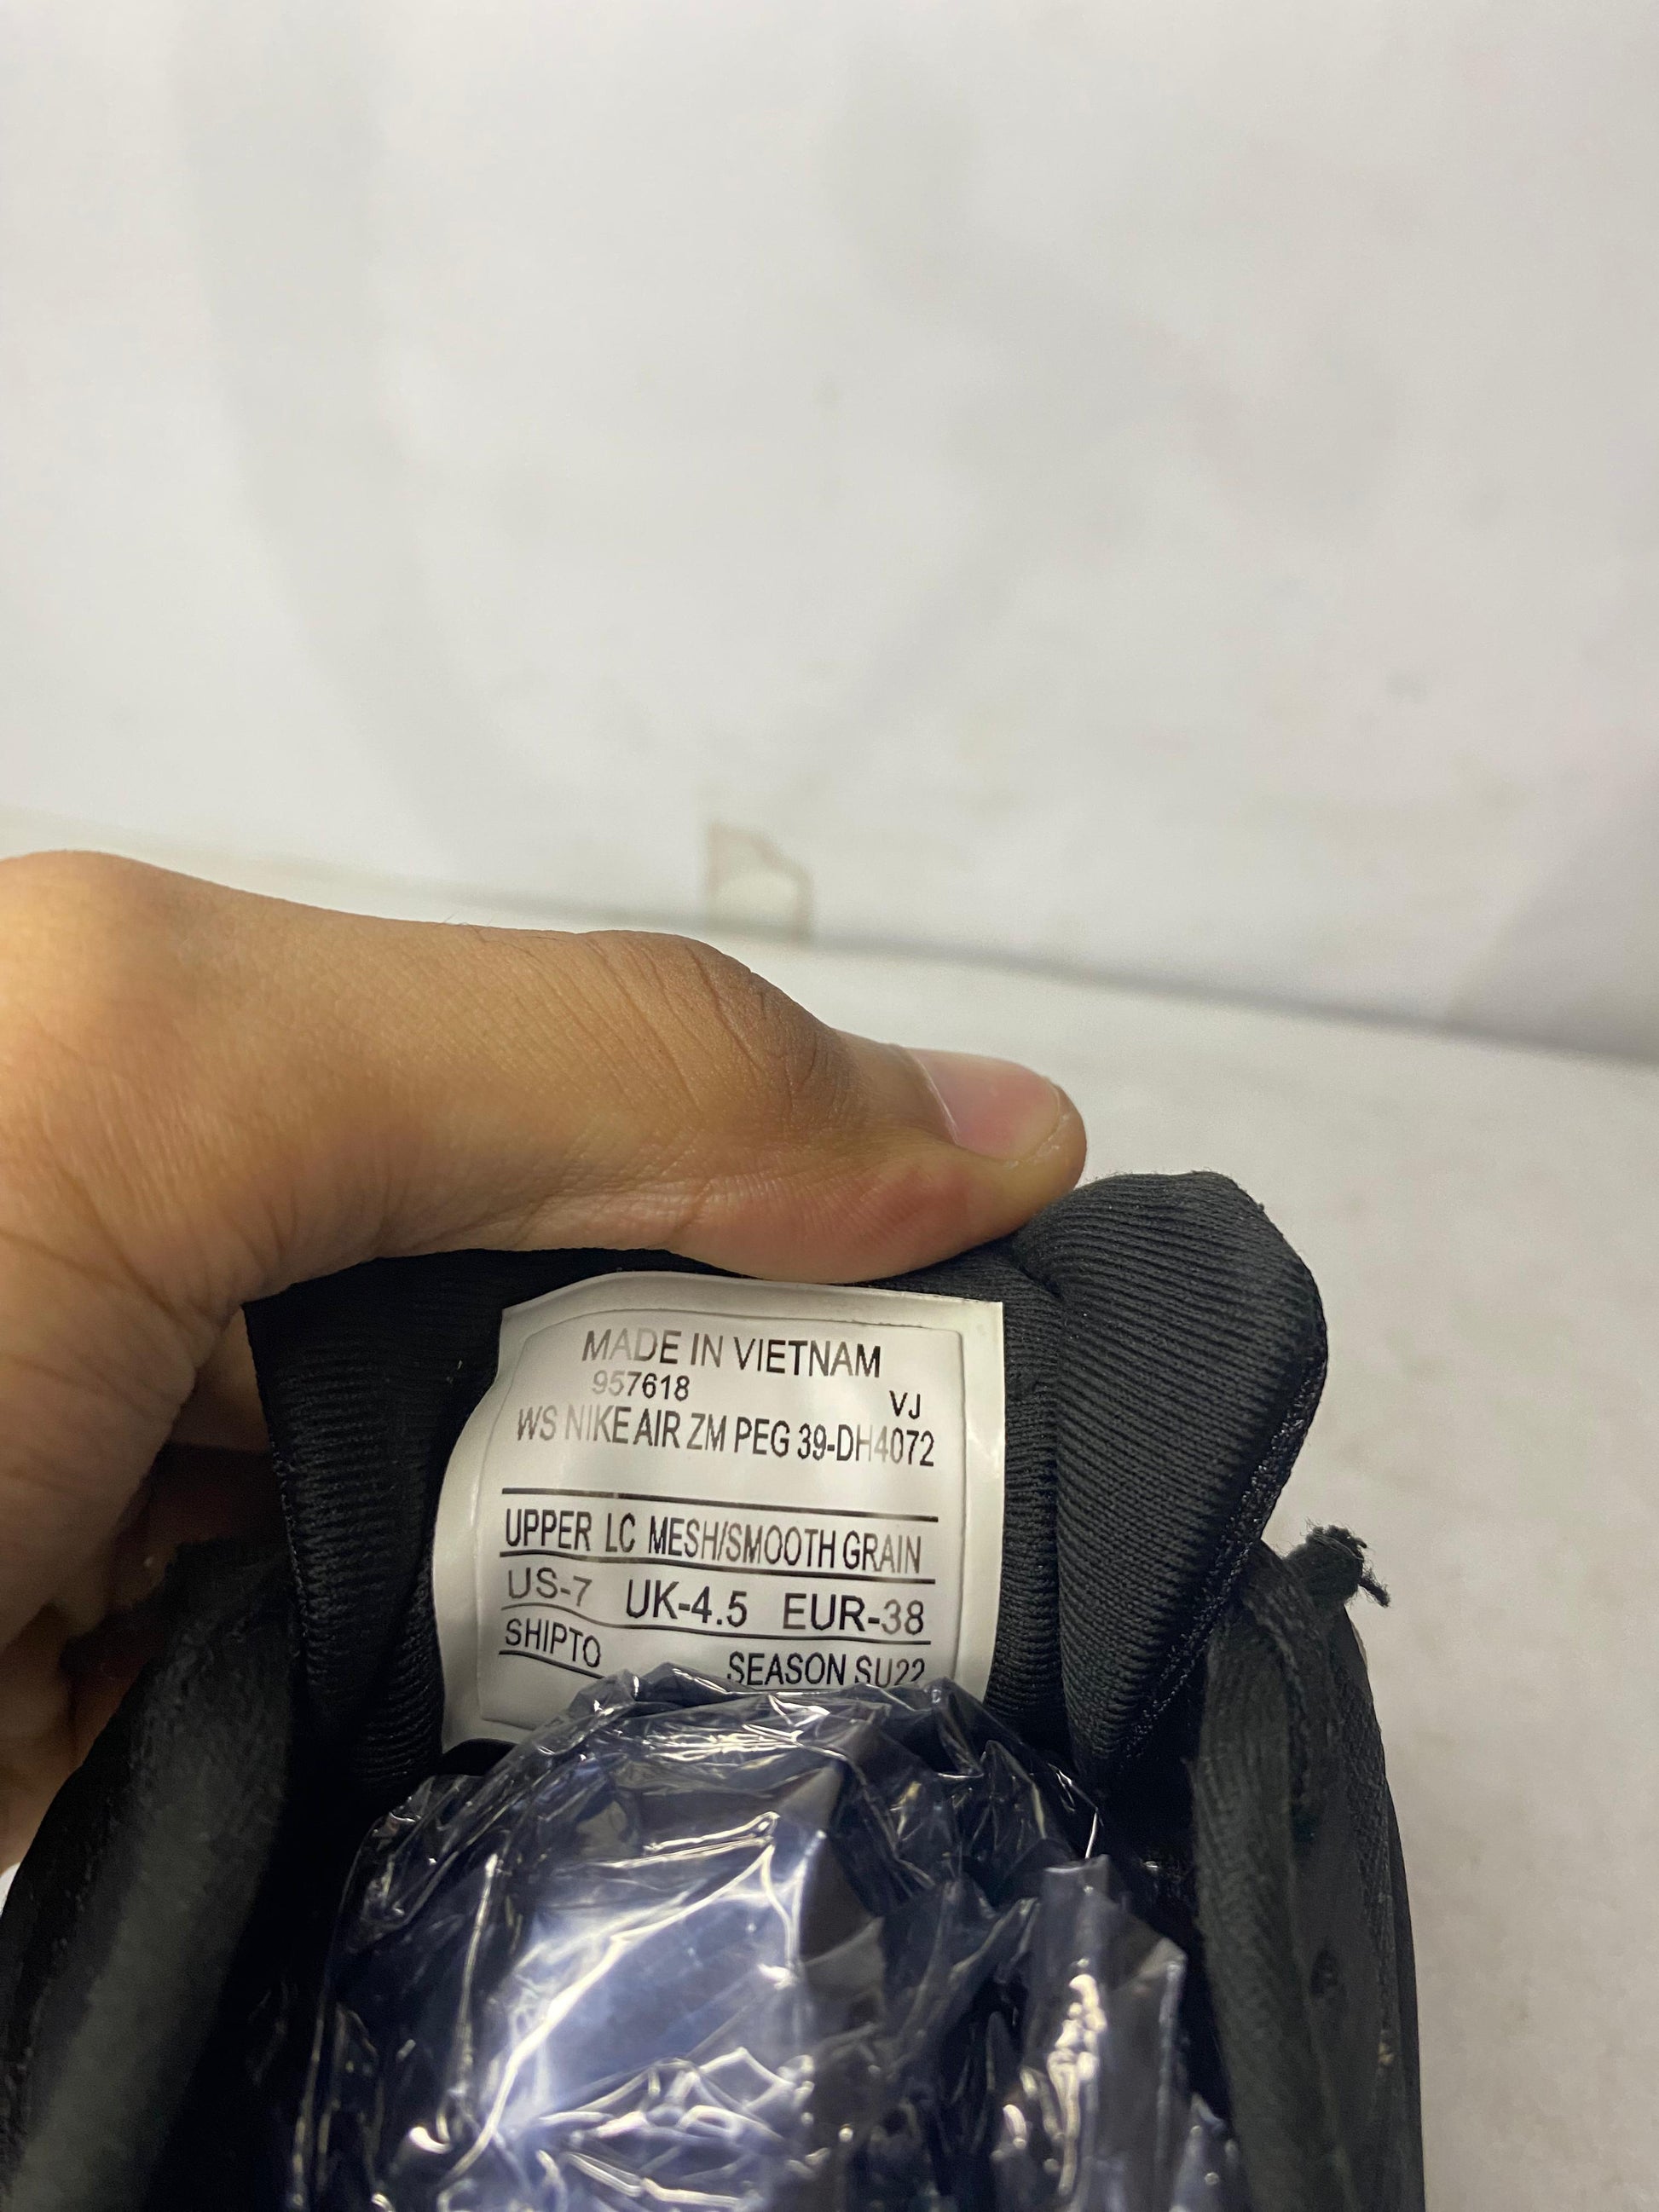 MADE IN VIETNAM
957618 VJ
WS NIKE AIR ZM PEG 39-DH4072
UPPER LC MESH/SMOOTH GRAIN
US-7 UK-4.5 EUR-38
SHIPTO SEASON SU22